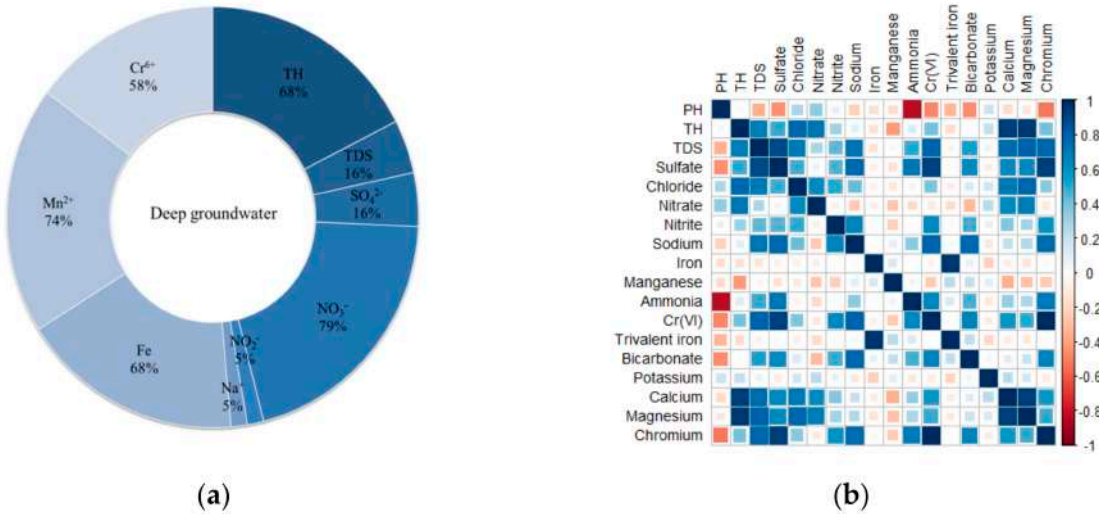 Cr⁶⁺
58%
TH
68%
TDS
16%
SO₄²⁻
16%
NO₃⁻
79%
NO₂⁻
5%
Na⁺
5%
Fe
68%
Mn²⁺
74%
Deep groundwater
(a)
PH
TH
TDS
Sulfate
Chloride
Nitrate
Nitrite
Sodium
Iron
Manganese
Ammonia
Cr(VI)
Trivalent iron
Bicarbonate
Potassium
Calcium
Magnesium
Chromium
PH
TH
TDS
Sulfate
Chloride
Nitrate
Nitrite
Sodium
Iron
Manganese
Ammonia
Cr(VI)
Trivalent iron
Bicarbonate
Potassium
Calcium
Magnesium
Chromium
1
0.8
0.6
0.4
0.2
0
-0.2
-0.4
-0.6
-0.8
-1
(b)